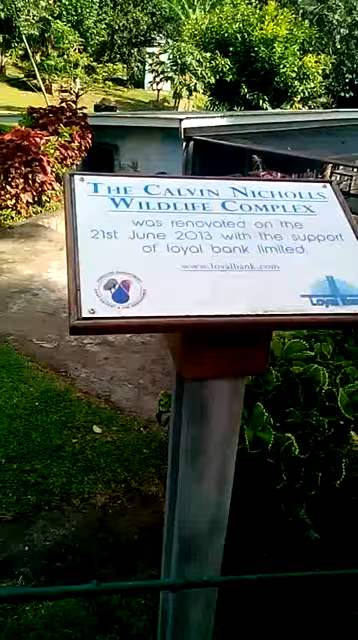 THE CALVIN NICHOLLS
WILDLIFE COMPLEX
was renovated on the
21st June 2013 with the support
of loyal bank limited.
www.loyalbank.com